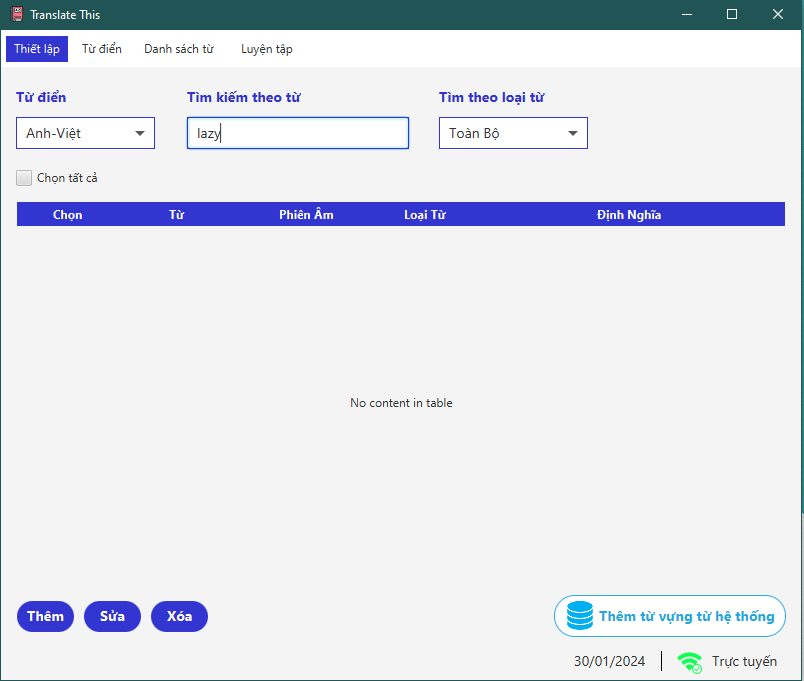 Translate This
Thiết lập Từ điển Danh sách từ Luyện tập
Từ điển Tìm kiếm theo từ Tìm theo loại từ
Anh-Việt lazy Toàn Bộ
Chọn tất cả
Chọn Từ Phiên Âm Loại Từ Định Nghĩa
No content in table
Thêm Sửa Xóa Thêm từ vựng từ hệ thống
30/01/2024 Trực tuyến